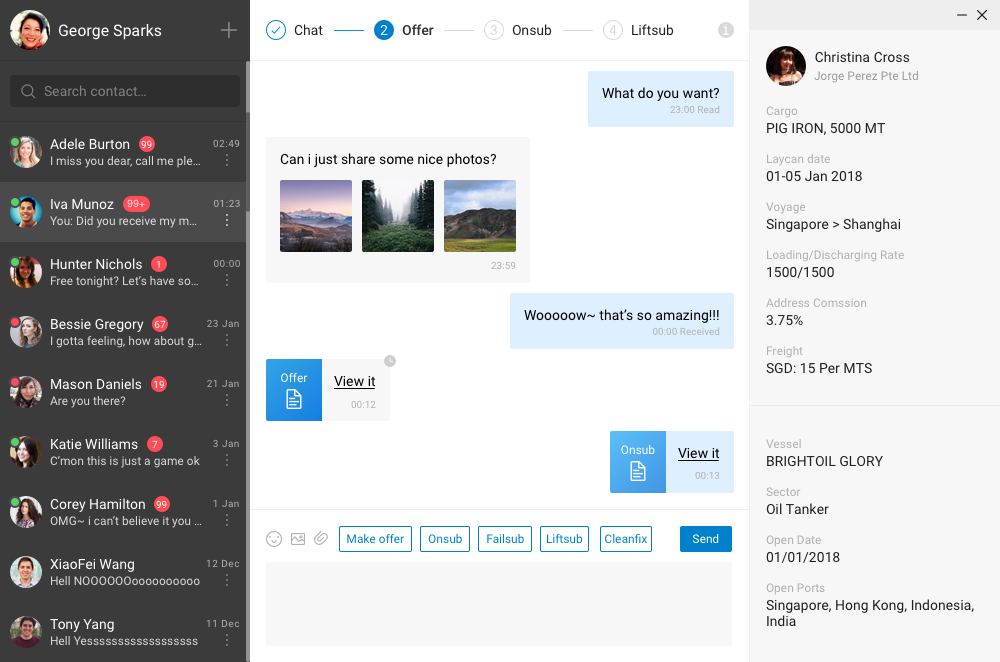 George Sparks
Search contact...
Adele Burton 99 02:49
I miss you dear, call me ple...
Iva Munoz 99+ 01:23
You: Did you receive my m...
Hunter Nichols 1 00:00
Free tonight? Let's have so...
Bessie Gregory 67 23 Jan
I gotta feeling, how about g...
Mason Daniels 19 21 Jan
Are you there?
Katie Williams 7 3 Jan
C'mon this is just a game ok
Corey Hamilton 99 1 Jan
OMG~ i can't believe it you ...
XiaoFei Wang 12 Dec
Hell NOOOOOOoooooooooo
Tony Yang 11 Dec
Hell Yessssssssssssssssssss
Chat 2 Offer 3 Onsub 4 Liftsub 1
What do you want?
23:00 Read
Can i just share some nice photos?
23:59
Wooooow~ that's so amazing!!!
00:00 Received
Offer View it
00:12
Onsub View it
00:13
Make offer Onsub Failsub Liftsub Cleanfix Send
Christina Cross
Jorge Perez Pte Ltd
Cargo
PIG IRON, 5000 MT
Laycan date
01-05 Jan 2018
Voyage
Singapore > Shanghai
Loading/Discharging Rate
1500/1500
Address Comssion
3.75%
Freight
SGD: 15 Per MTS
Vessel
BRIGHTOIL GLORY
Sector
Oil Tanker
Open Date
01/01/2018
Open Ports
Singapore, Hong Kong, Indonesia,
India